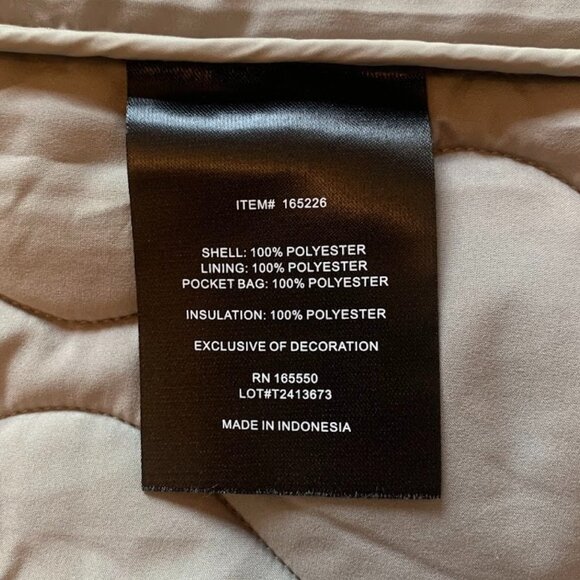 ITEM# 165226
SHELL: 100% POLYESTER
LINING: 100% POLYESTER
POCKET BAG: 100% POLYESTER
INSULATION: 100% POLYESTER
EXCLUSIVE OF DECORATION
RN 165550
LOT#T2413673
MADE IN INDONESIA